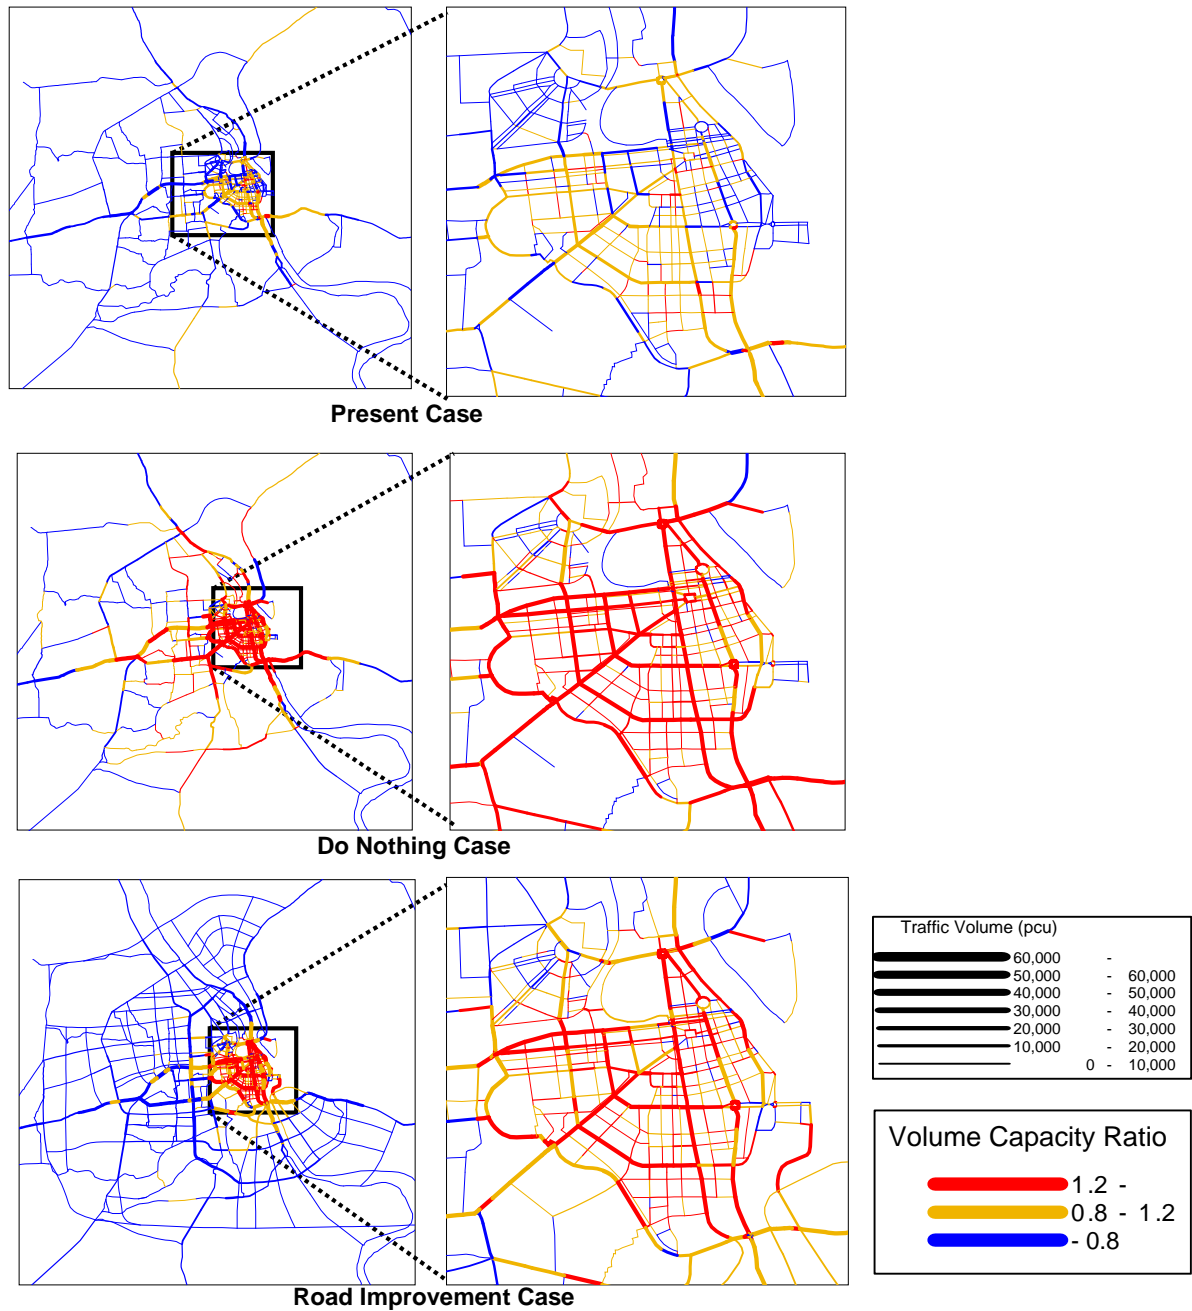 Present Case
Do Nothing Case
Road Improvement Case
Traffic Volume (pcu)
60,000 -
50,000 - 60,000
40,000 - 50,000
30,000 - 40,000
20,000 - 30,000
10,000 - 20,000
0 - 10,000
Volume Capacity Ratio
1.2 -
0.8 - 1.2
- 0.8